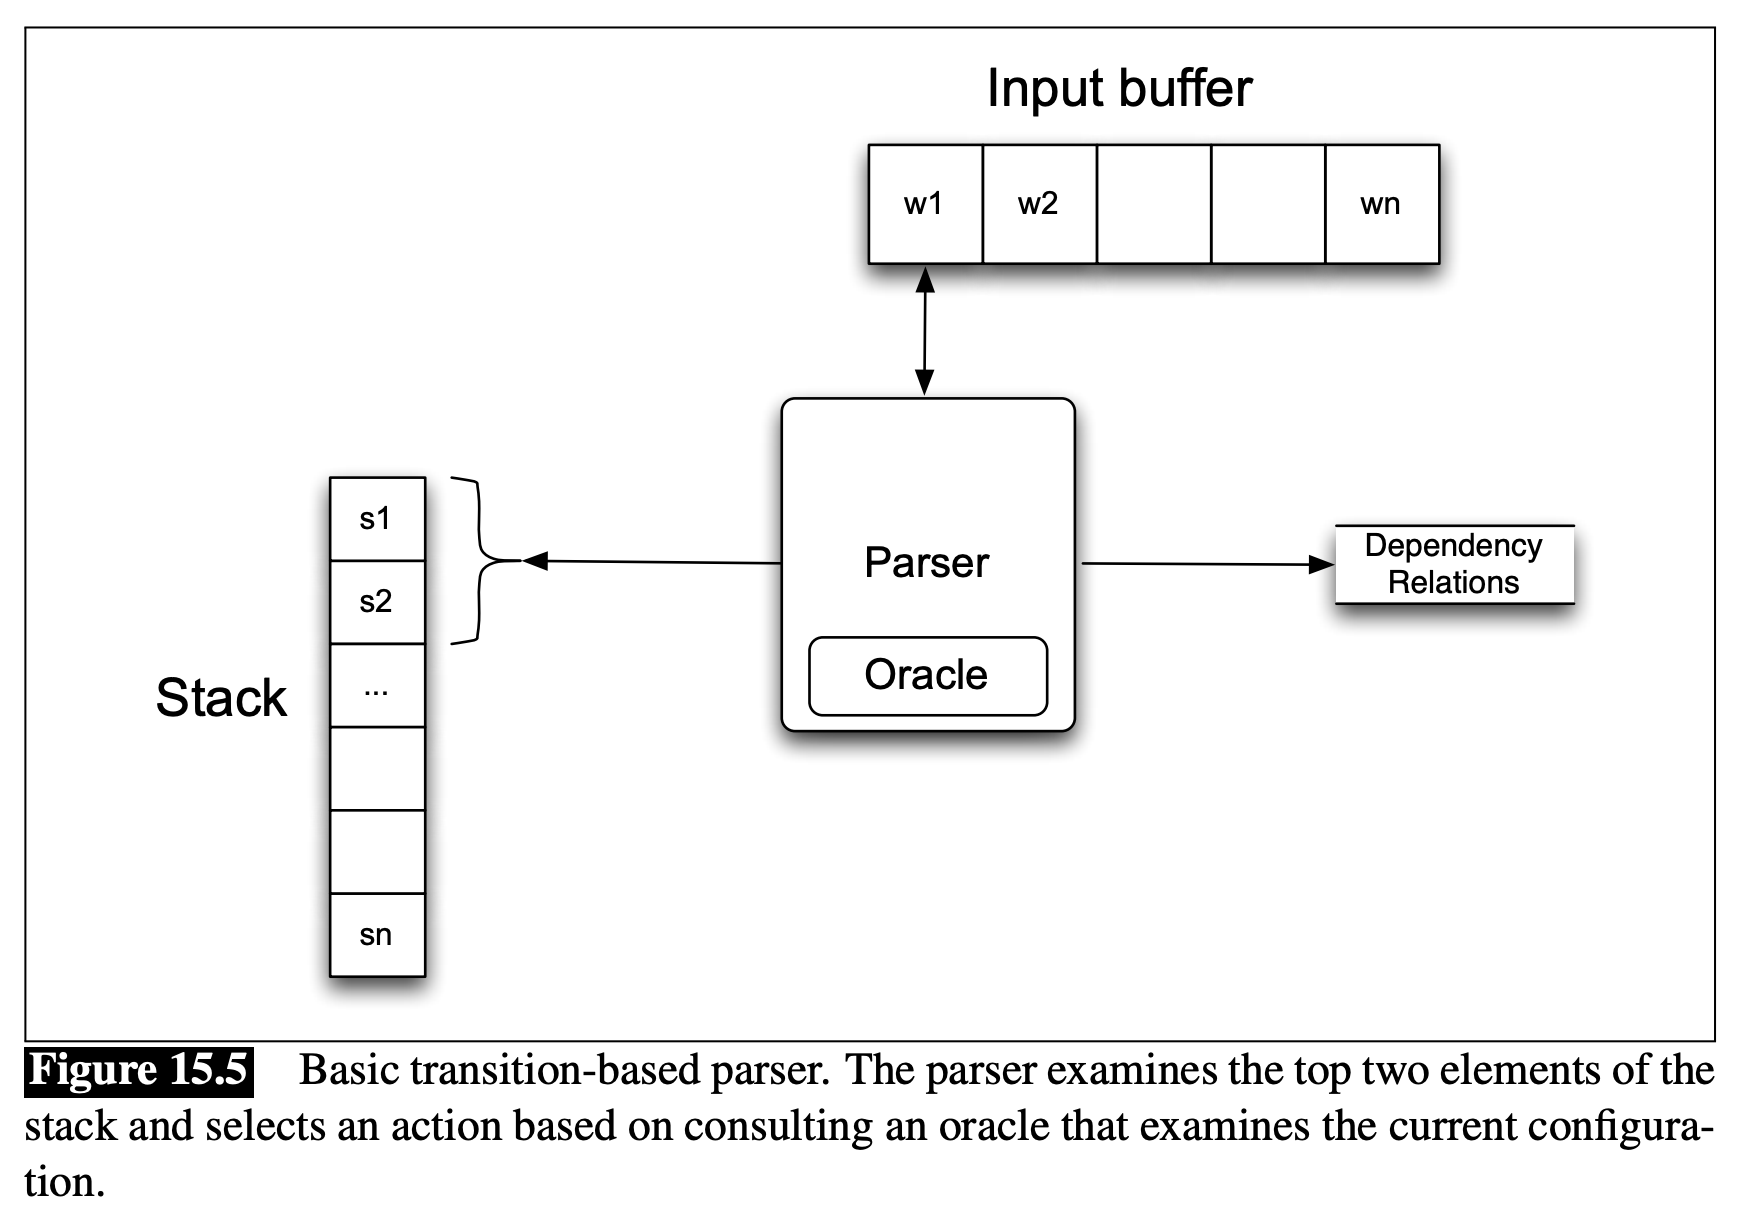 Input buffer
w1 w2 wn
s1
s2
...
sn
Stack
Parser
Oracle
Dependency
Relations
Figure 15.5 Basic transition-based parser. The parser examines the top two elements of the
stack and selects an action based on consulting an oracle that examines the current configura-
tion.